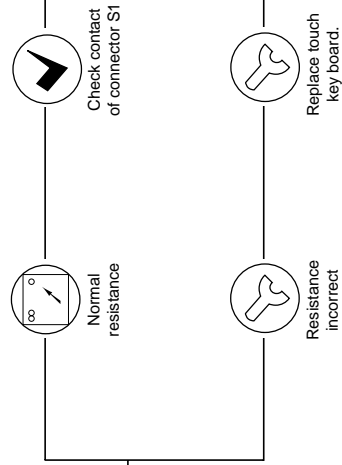 Normal
resistance
Check contact
of connector S1
Resistance
incorrect
Replace touch
key board.